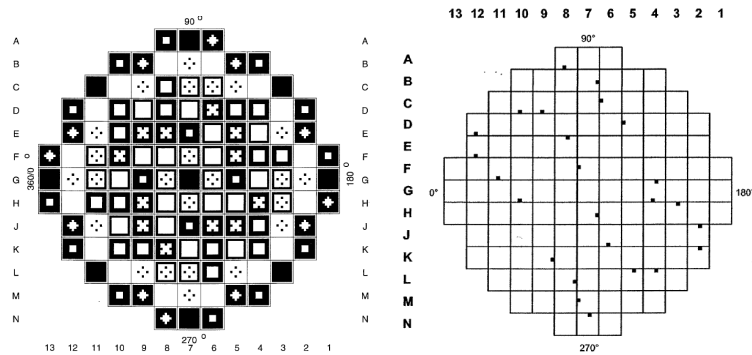 90 °
A A
B B
C C
D D
E E
F F
G G
H H
J J
K K
L L
M M
N N
360/0 °
180 °
270 °
13 12 11 10 9 8 7 6 5 4 3 2 1
13 12 11 10 9 8 7 6 5 4 3 2 1
90°
A
B
C
D
E
F
G
H
J
K
L
M
N
0°
180°
270°